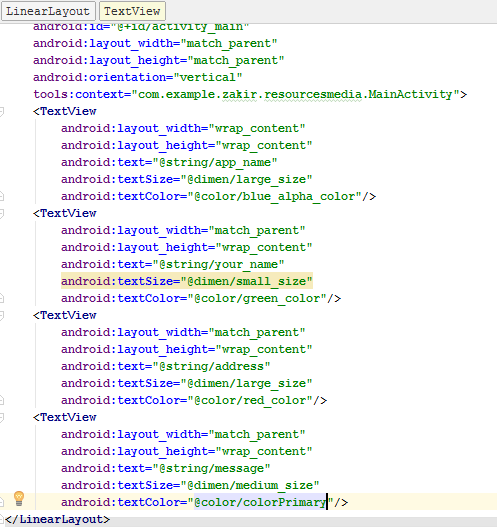 LinearLayout TextView
android:id="@+id/activity_main"
android:layout_width="match_parent"
android:layout_height="match_parent"
android:orientation="vertical"
tools:context="com.example.zakir.resourcesmedia.MainActivity">
<TextView
android:layout_width="wrap_content"
android:layout_height="wrap_content"
android:text="@string/app_name"
android:textSize="@dimen/large_size"
android:textColor="@color/blue_alpha_color"/>
<TextView
android:layout_width="match_parent"
android:layout_height="wrap_content"
android:text="@string/your_name"
android:textSize="@dimen/small_size"
android:textColor="@color/green_color"/>
<TextView
android:layout_width="match_parent"
android:layout_height="wrap_content"
android:text="@string/address"
android:textSize="@dimen/large_size"
android:textColor="@color/red_color"/>
<TextView
android:layout_width="match_parent"
android:layout_height="wrap_content"
android:text="@string/message"
android:textSize="@dimen/medium_size"
android:textColor="@color/colorPrimary"/>
</LinearLayout>